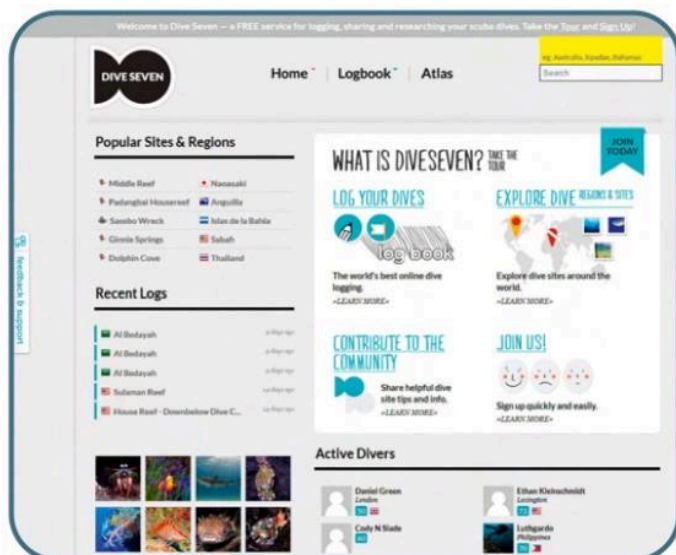 Welcome to Dive Seven — a FREE service for logging, sharing and researching your scuba dives. Take the Tour and Sign Up!
DIVE SEVEN
Home
Logbook
Atlas
eg. Australia, Sipadan, Bahamas
Search
Popular Sites & Regions
Middle Reef
Nagasaki
Padangbai Housereef
Anguilla
Sambo Wreck
Islas de la Bahia
Ginnie Springs
Sabah
Dolphin Cove
Thailand
Recent Logs
Al Bedayah
Al Bedayah
Al Bedayah
Sulaman Reef
House Reef - Downbelow Dive C...
feedback & support
JOIN
TODAY
WHAT IS DIVESEVEN? TAKE THE
TOUR
LOG YOUR DIVES
log book
The world's best online dive
logging.
»LEARN MORE»
EXPLORE DIVE REGIONS & SITES
Explore dive sites around the
world.
»LEARN MORE»
CONTRIBUTE TO THE
COMMUNITY
Share helpful dive
site tips and info.
»LEARN MORE»
JOIN US!
Sign up quickly and easily.
»LEARN MORE»
Active Divers
Daniel Green
London
Ethan Kleinschmidt
Lexington
Cody N Slade
Luthgardo
Philippines